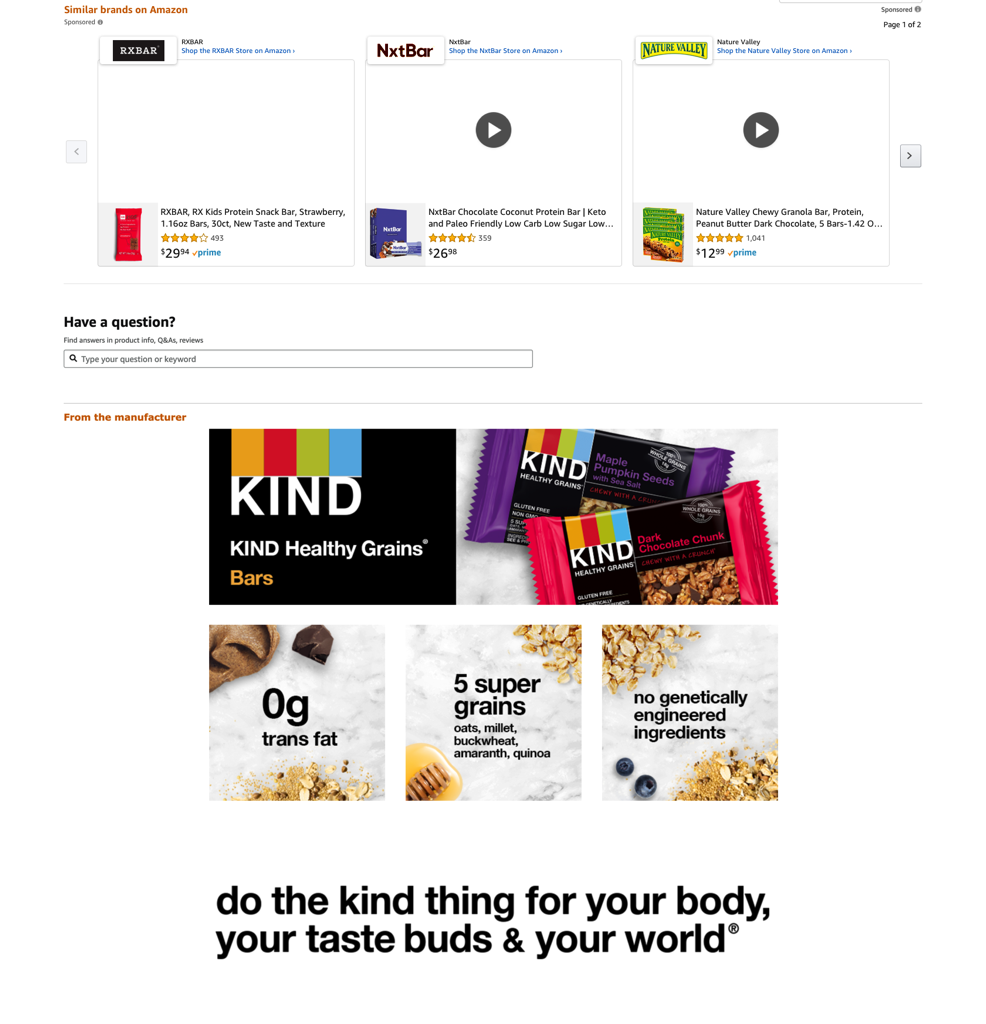 Similar brands on Amazon
Sponsored
Sponsored
Page 1 of 2
RXBAR
RXBAR
Shop the RXBAR Store on Amazon ›
NxtBar
NxtBar
Shop the NxtBar Store on Amazon ›
NATURE VALLEY
Nature Valley
Shop the Nature Valley Store on Amazon ›
RXBAR, RX Kids Protein Snack Bar, Strawberry,
1.16oz Bars, 30ct, New Taste and Texture
493
$2994 prime
NxtBar
NxtBar Chocolate Coconut Protein Bar | Keto
and Paleo Friendly Low Carb Low Sugar Low...
359
$2698
Nature Valley Chewy Granola Bar, Protein,
Peanut Butter Dark Chocolate, 5 Bars-1.42 O...
1,041
$1299 prime
Have a question?
Find answers in product info, Q&As, reviews
Type your question or keyword
From the manufacturer
KIND
KIND Healthy Grains®
Bars
KIND
HEALTHY GRAINS
Maple
Pumpkin Seeds
with Sea Salt
CHEWY WITH A
100%
WHOLE GRAINS
GLUTEN FREE
NON GMO
KIND
HEALTHY GRAINS
Dark
Chocolate Chunk
CHEWY WITH A CRUNCH
WHOLE GRAINS
GLUTEN FREE
0g
trans fat
5 super
grains
oats, millet,
buckwheat,
amaranth, quinoa
no genetically
engineered
ingredients
do the kind thing for your body,
your taste buds & your world®